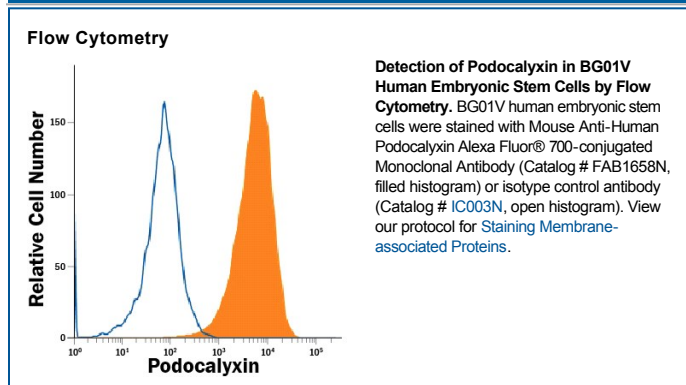 Flow Cytometry
Relative Cell Number
150
100
50
0
10⁰ 10¹ 10² 10³ 10⁴ 10⁵
Podocalyxin
Detection of Podocalyxin in BG01V
Human Embryonic Stem Cells by Flow
Cytometry. BG01V human embryonic stem
cells were stained with Mouse Anti-Human
Podocalyxin Alexa Fluor® 700-conjugated
Monoclonal Antibody (Catalog # FAB1658N,
filled histogram) or isotype control antibody
(Catalog # IC003N, open histogram). View
our protocol for Staining Membrane-
associated Proteins.